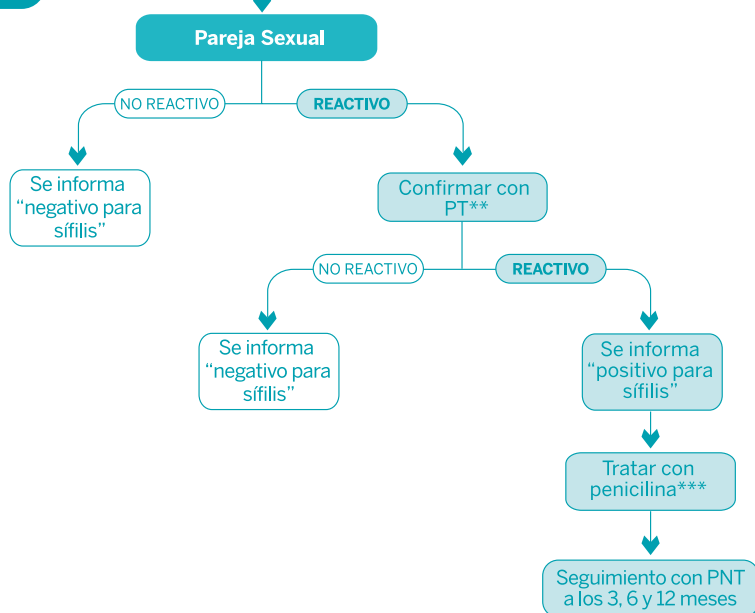 Pareja Sexual
NO REACTIVO
REACTIVO
Se informa
“negativo para
sífilis”
Confirmar con
PT**
NO REACTIVO
REACTIVO
Se informa
“negativo para
sífilis”
Se informa
“positivo para
sífilis”
Tratar con
penicilina***
Seguimiento con PNT
a los 3, 6 y 12 meses